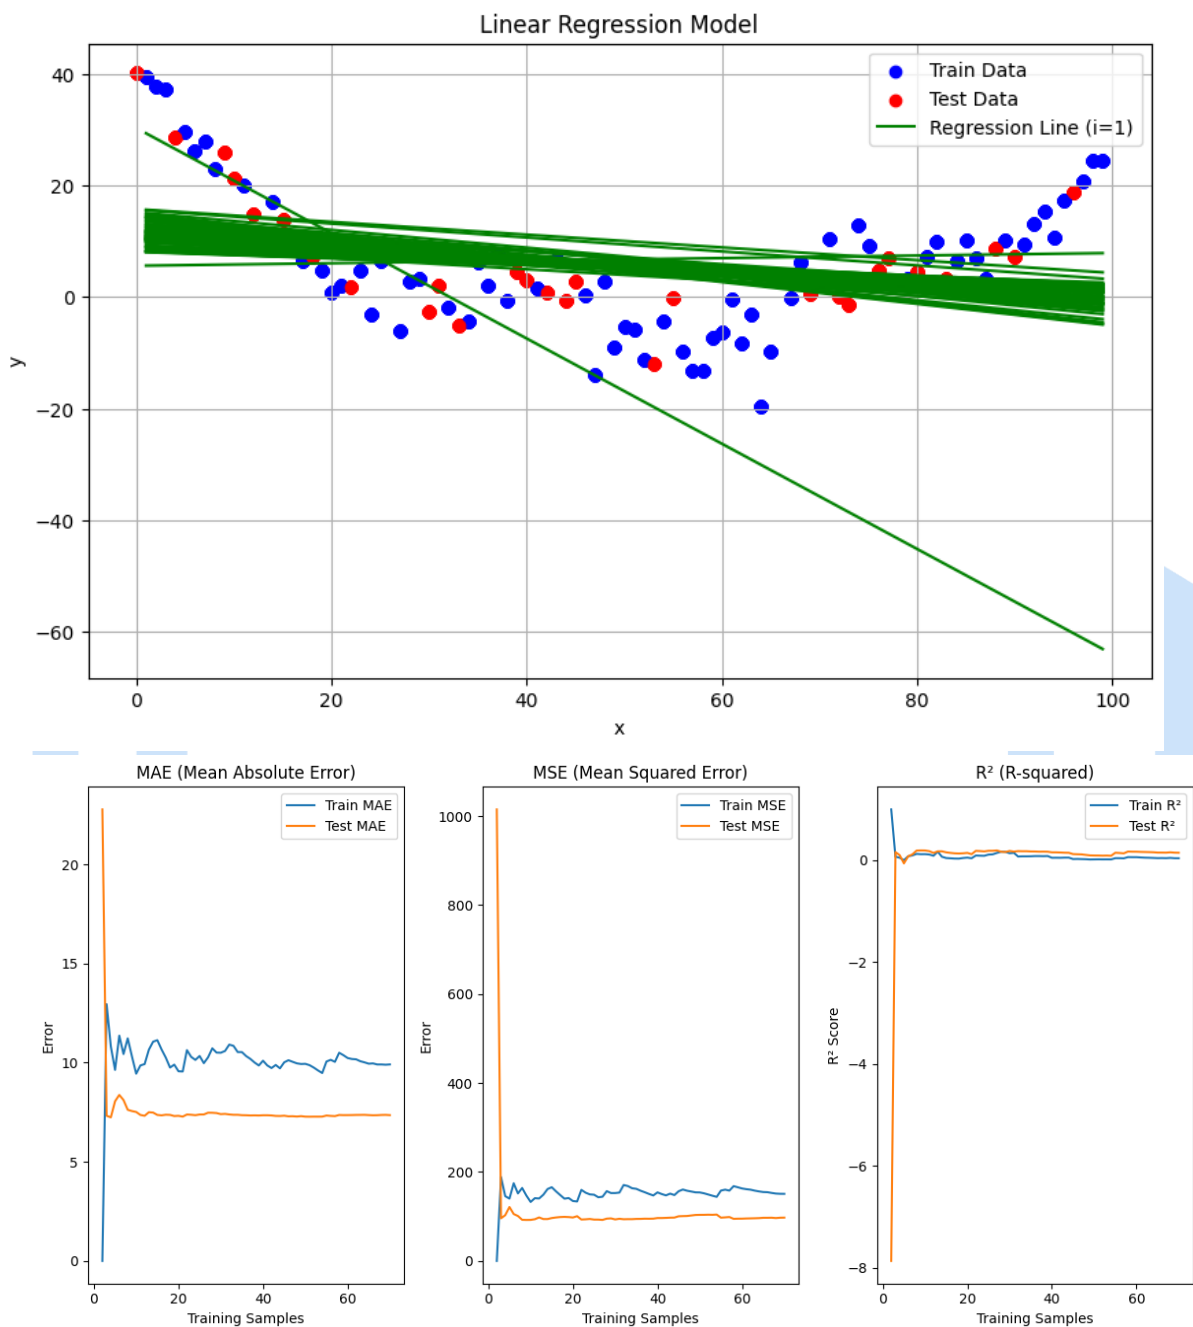 Linear Regression Model
Train Data
Test Data
Regression Line (i=1)
40
20
0
−20
−40
−60
y
0 20 40 60 80 100
x
MAE (Mean Absolute Error)
Train MAE
Test MAE
20
15
10
5
0
Error
0 20 40 60
Training Samples
MSE (Mean Squared Error)
Train MSE
Test MSE
1000
800
600
400
200
0
Error
0 20 40 60
Training Samples
R² (R-squared)
Train R²
Test R²
0
−2
−4
−6
−8
R² Score
0 20 40 60
Training Samples